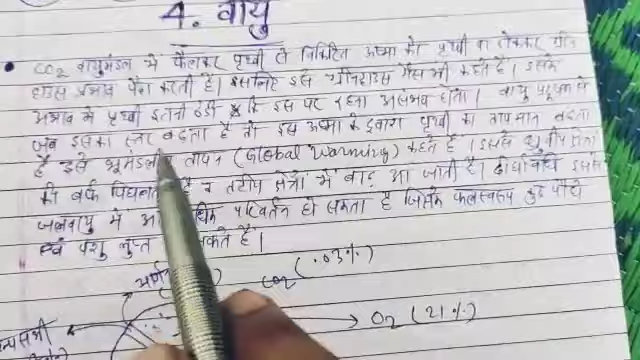 4. वायु
• CO2 वायुमंडल में फैलकर पृथ्वी से विकिरित ऊष्मा को पृथ्वी पर रोककर ग्रीन
हाउस प्रभाव पैदा करती है। इसलिए इसे ग्रीनहाउस गैस भी कहते हैं। इसके
अभाव में पृथ्वी इतनी ठंडी कि इस पर रहना असंभव होता। वायु प्रदूषण से
जब इसका स्तर बढ़ता है तो इस ऊष्मा के द्वारा पृथ्वी का तापमान बढ़ता
है इसे भूमंडलीय तापन (Global Warming) कहते हैं। इससे ध्रुवीय
की बर्फ व तटीय क्षेत्रों में बाढ़ आ जाती है। इससे
जलवायु में परिवर्तन हो सकता है जिसके फलस्वरूप कुछ पौधे
एवं पशु लुप्त सकते हैं।
CO2 (.03%)
O2 (21%)